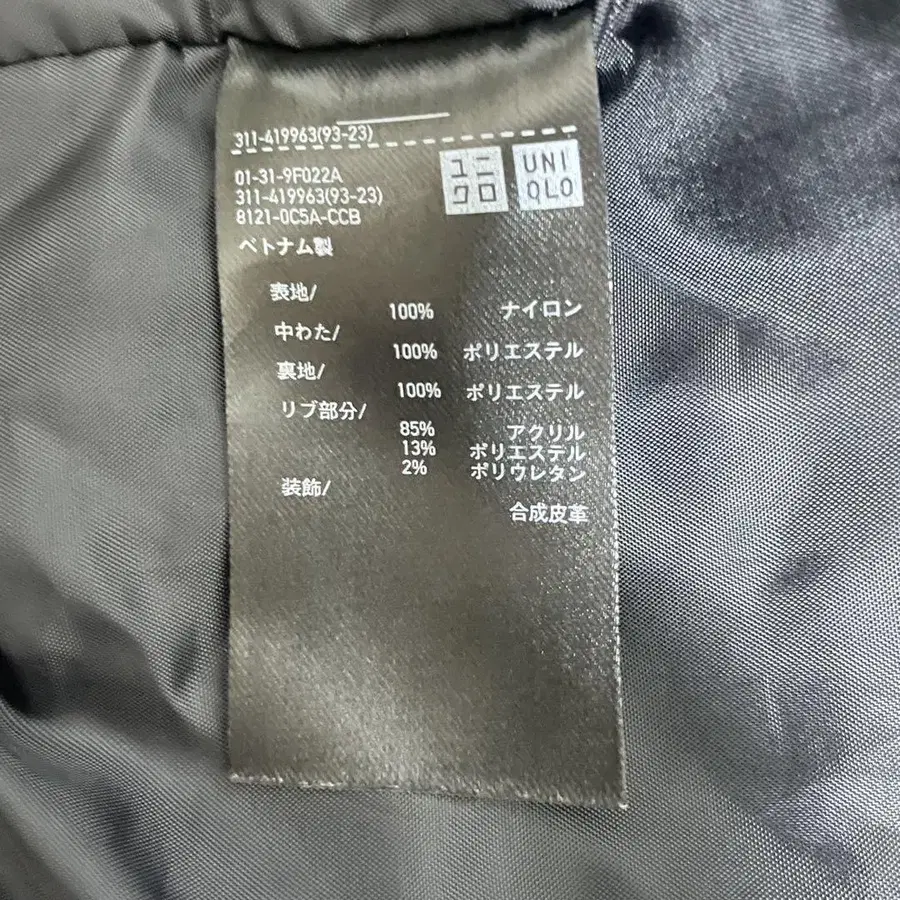 311-419963(93-23)
01-31-9F022A
311-419963(93-23)
8121-0C5A-CCB
ユニクロ
UNIQLO
ベトナム製
表地/
100% ナイロン
中わた/
100% ポリエステル
裏地/
100% ポリエステル
リブ部分/
85% アクリル
13% ポリエステル
2% ポリウレタン
装飾/
合成皮革